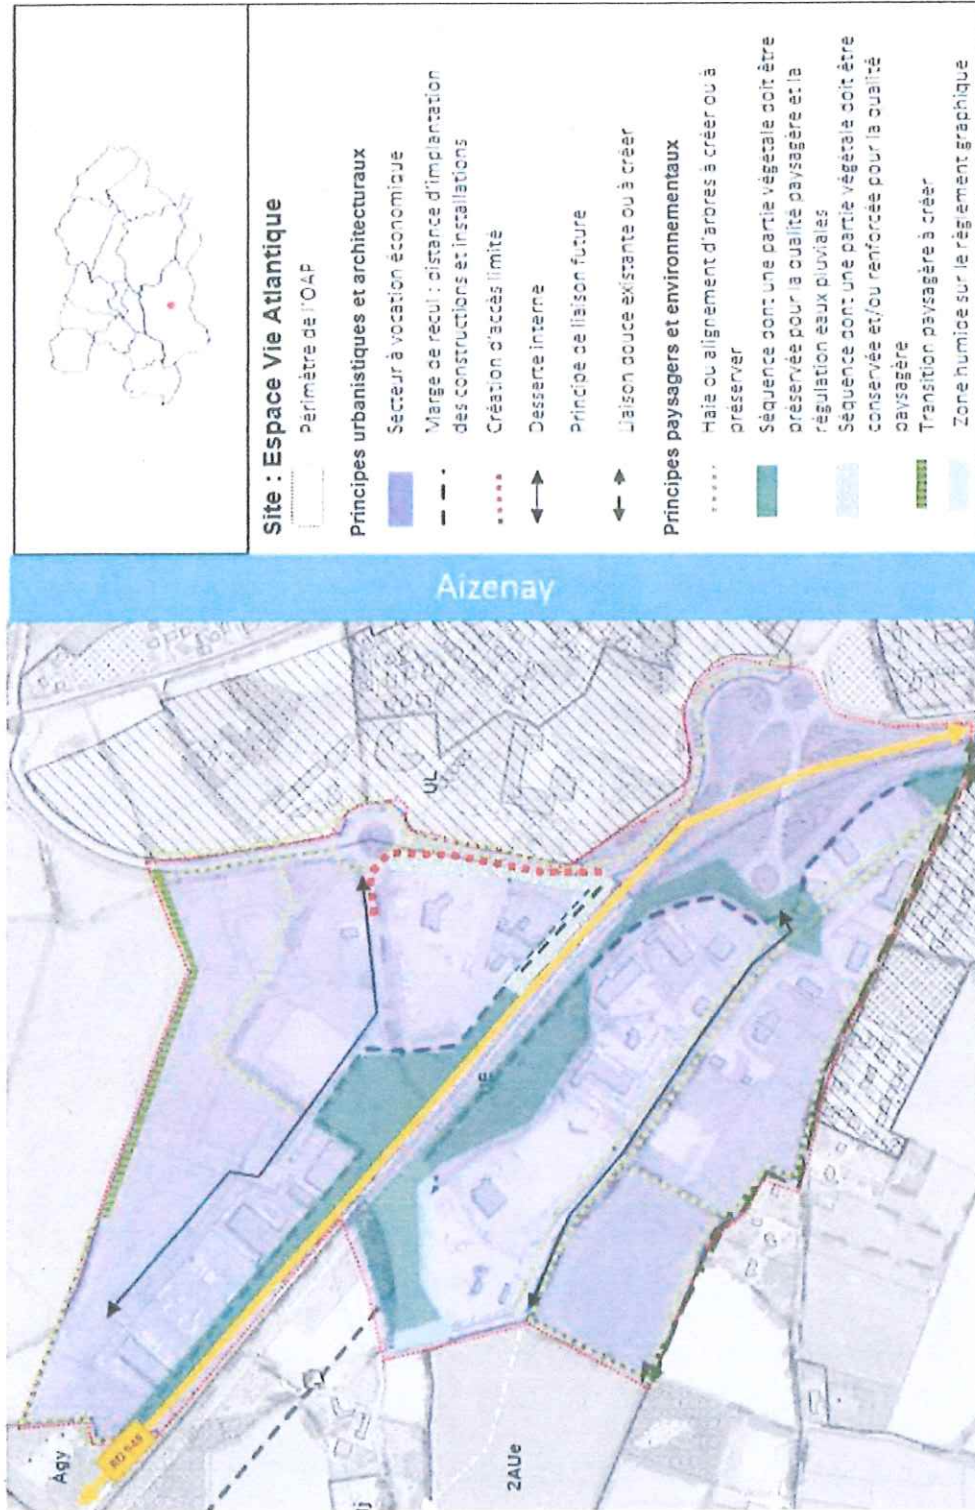 Aizenay
Site : Espace Vie Atlantique
Périmètre de l'OAP
Principes urbanistiques et architecturaux
Secteur à vocation économique
Marge de recul : distance d'implantation
des constructions et installations
Création d'accès limité
Desserte interne
Principe de liaison future
Liaison douce existante ou à créer
Principes paysagers et environnementaux
Haie ou alignement d'arbres à créer ou à
préserver
Séquence dont une partie végétale doit être
préservée pour la qualité paysagère et la
régulation eaux pluviales
Séquence dont une partie végétale doit être
conservée et/ou renforcée pour la qualité
paysagère
Transition paysagère à créer
Zone humide sur le règlement graphique
Agv
RD 948
UL
2AUe